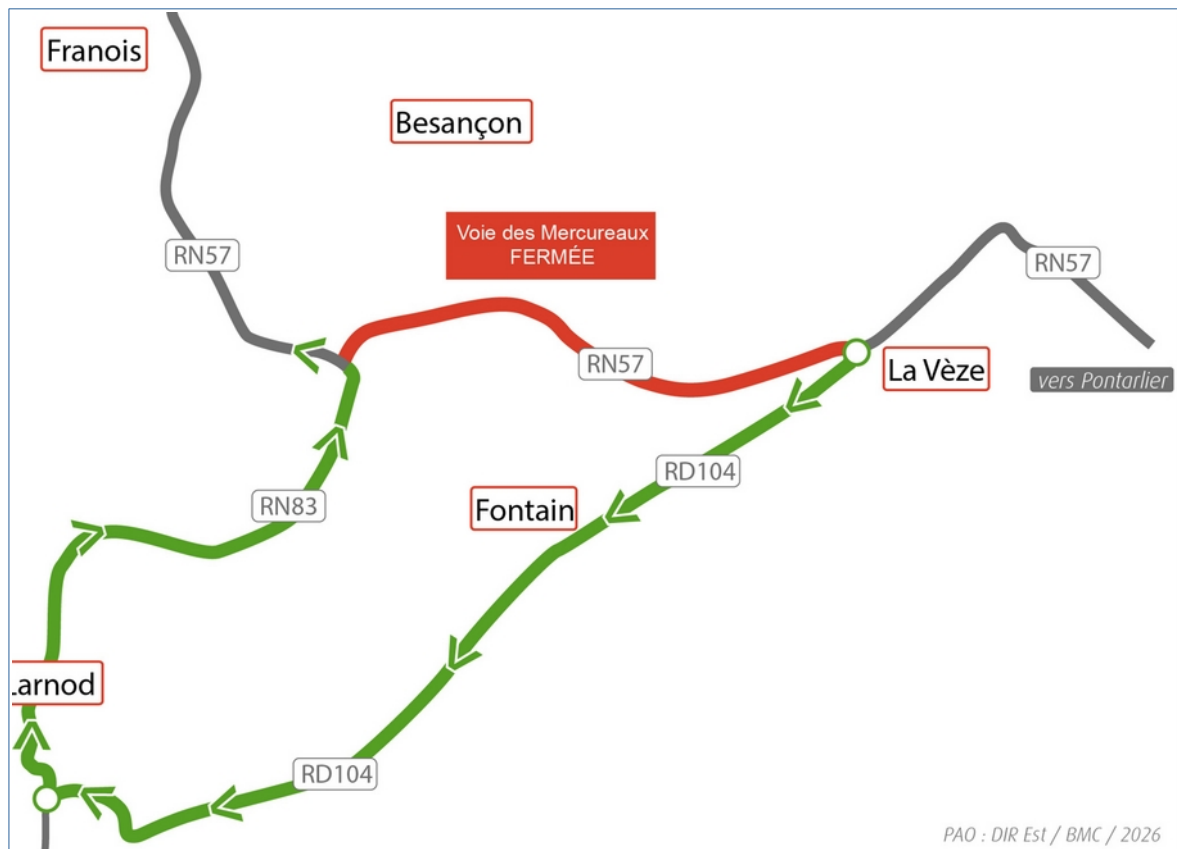 Franois
Besançon
Voie des Mercureaux
FERMÉE
RN57
RN57
RN57
La Vèze
vers Pontarlier
RD104
RN83
Fontain
Larnod
RD104
PAO : DIR Est / BMC / 2026